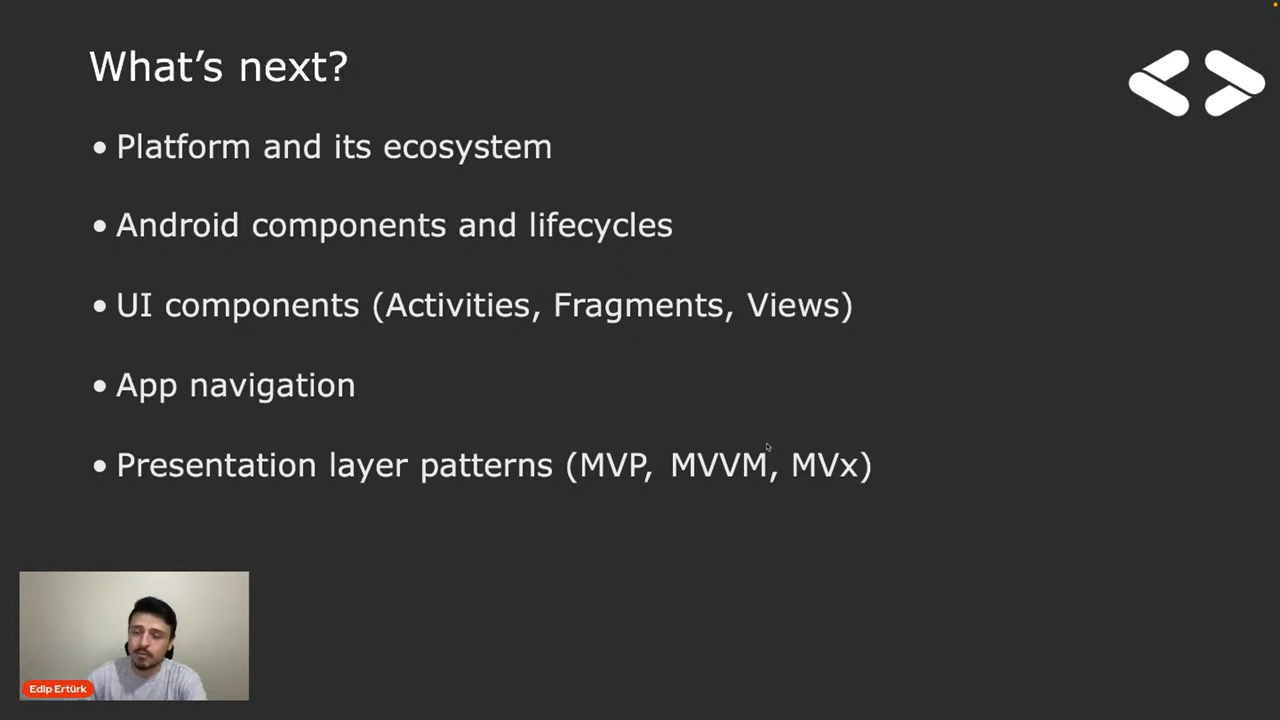 What's next?
• Platform and its ecosystem
• Android components and lifecycles
• UI components (Activities, Fragments, Views)
• App navigation
• Presentation layer patterns (MVP, MVVM, MVx)
Edip Ertürk